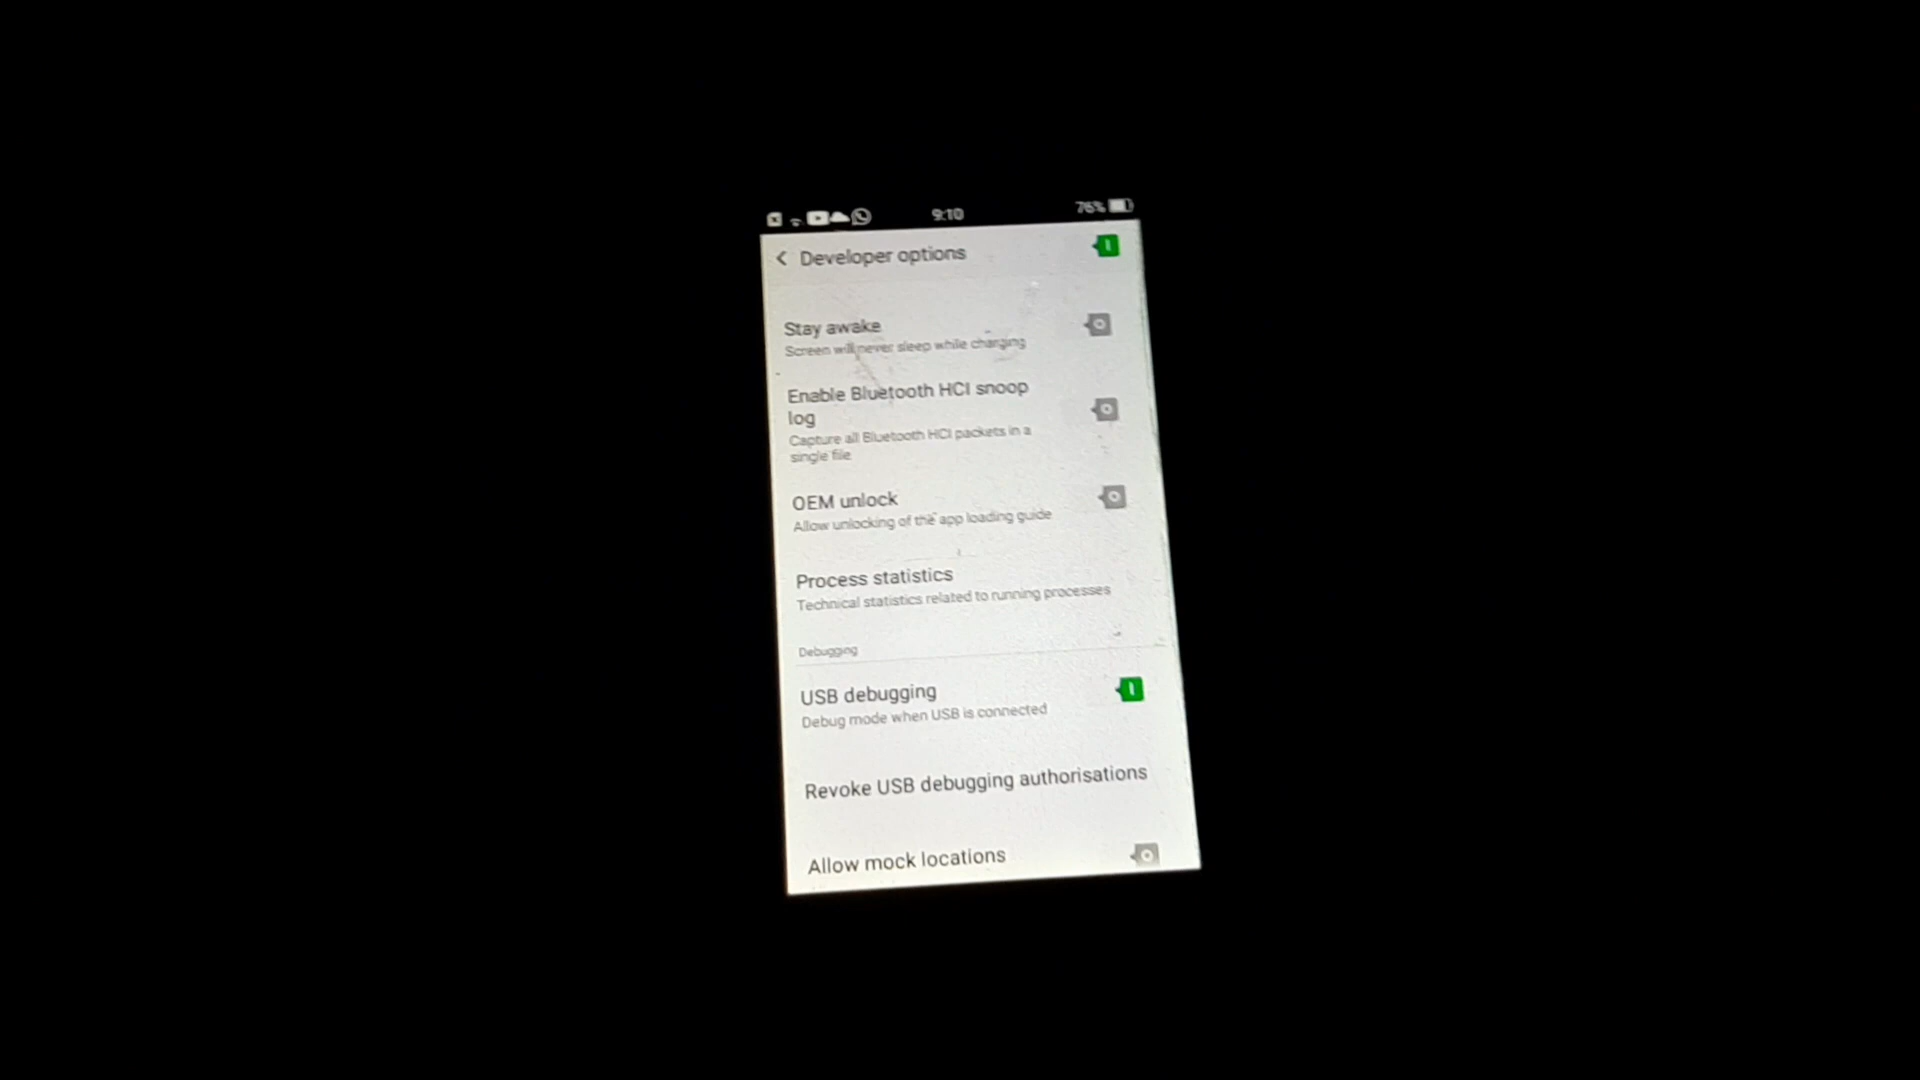 9:10
76%
Developer options
Stay awake
Screen will never sleep while charging
Enable Bluetooth HCI snoop
log
Capture all Bluetooth HCI packets in a
single file
OEM unlock
Allow unlocking of the app loading guide
Process statistics
Technical statistics related to running processes
Debugging
USB debugging
Debug mode when USB is connected
Revoke USB debugging authorisations
Allow mock locations